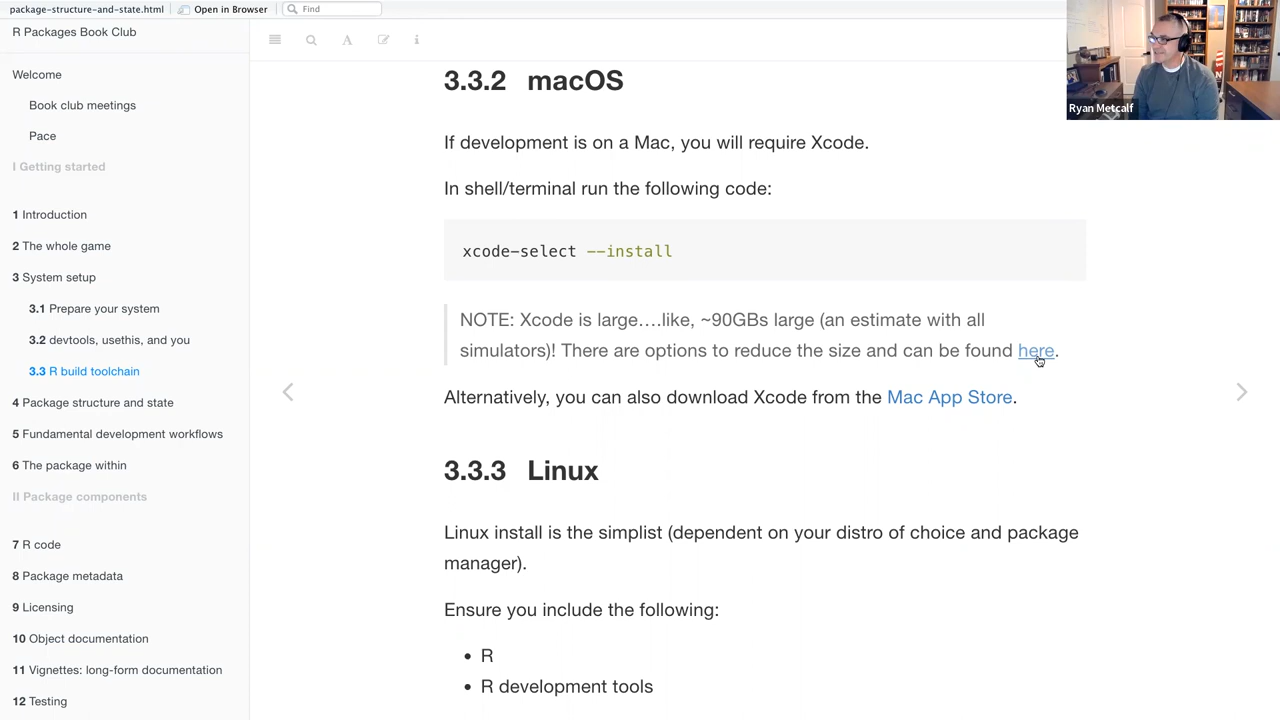 package-structure-and-state.html
Open in Browser
Find
R Packages Book Club
Welcome
Book club meetings
Pace
I Getting started
1 Introduction
2 The whole game
3 System setup
3.1 Prepare your system
3.2 devtools, usethis, and you
3.3 R build toolchain
4 Package structure and state
5 Fundamental development workflows
6 The package within
II Package components
7 R code
8 Package metadata
9 Licensing
10 Object documentation
11 Vignettes: long-form documentation
12 Testing
A
i
3.3.2 macOS
If development is on a Mac, you will require Xcode.
In shell/terminal run the following code:
xcode-select --install
NOTE: Xcode is large....like, ~90GBs large (an estimate with all
simulators)! There are options to reduce the size and can be found here.
Alternatively, you can also download Xcode from the Mac App Store.
3.3.3 Linux
Linux install is the simplist (dependent on your distro of choice and package
manager).
Ensure you include the following:
• R
• R development tools
Ryan Metcalf